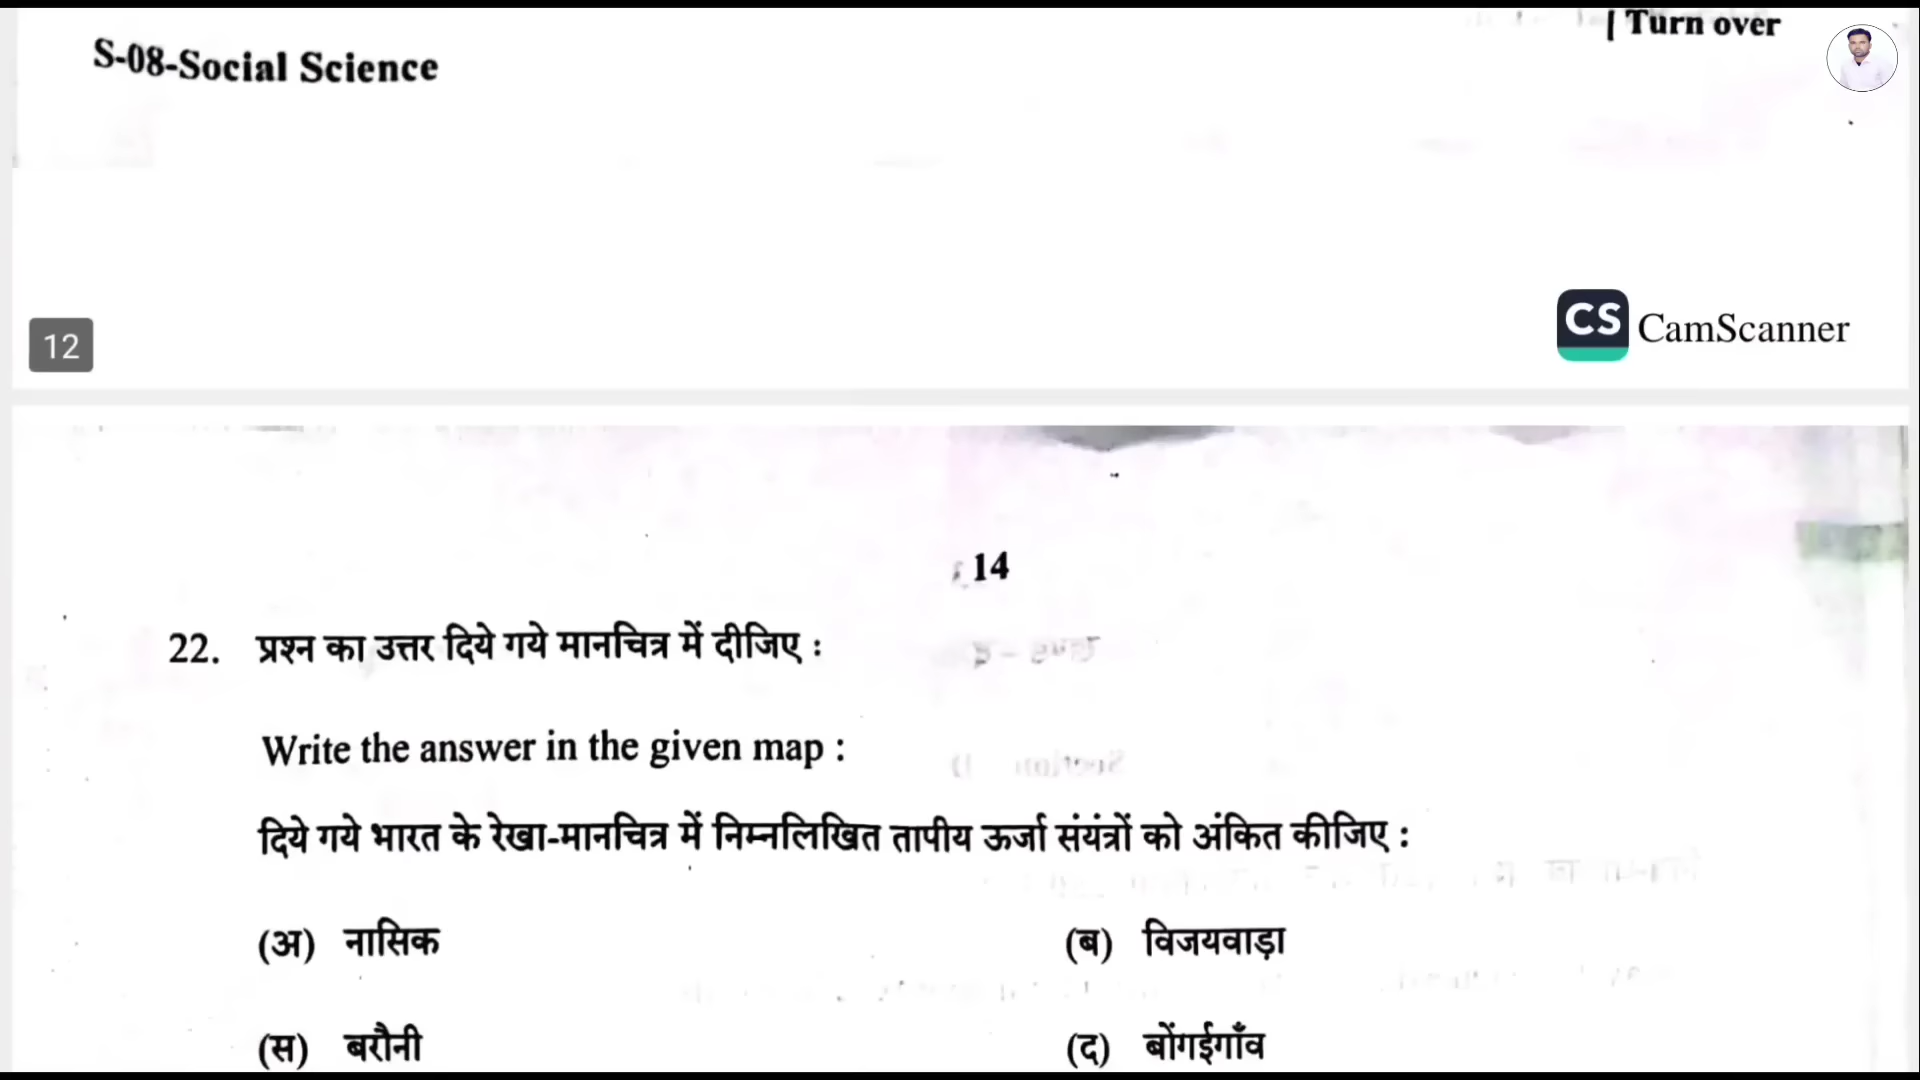 [ Turn over
S-08-Social Science
12
CS CamScanner
14
22. प्रश्न का उत्तर दिये गये मानचित्र में दीजिए :
Write the answer in the given map :
दिये गये भारत के रेखा-मानचित्र में निम्नलिखित तापीय ऊर्जा संयंत्रों को अंकित कीजिए :
(अ) नासिक (ब) विजयवाड़ा
(स) बरौनी (द) बोंगईगाँव